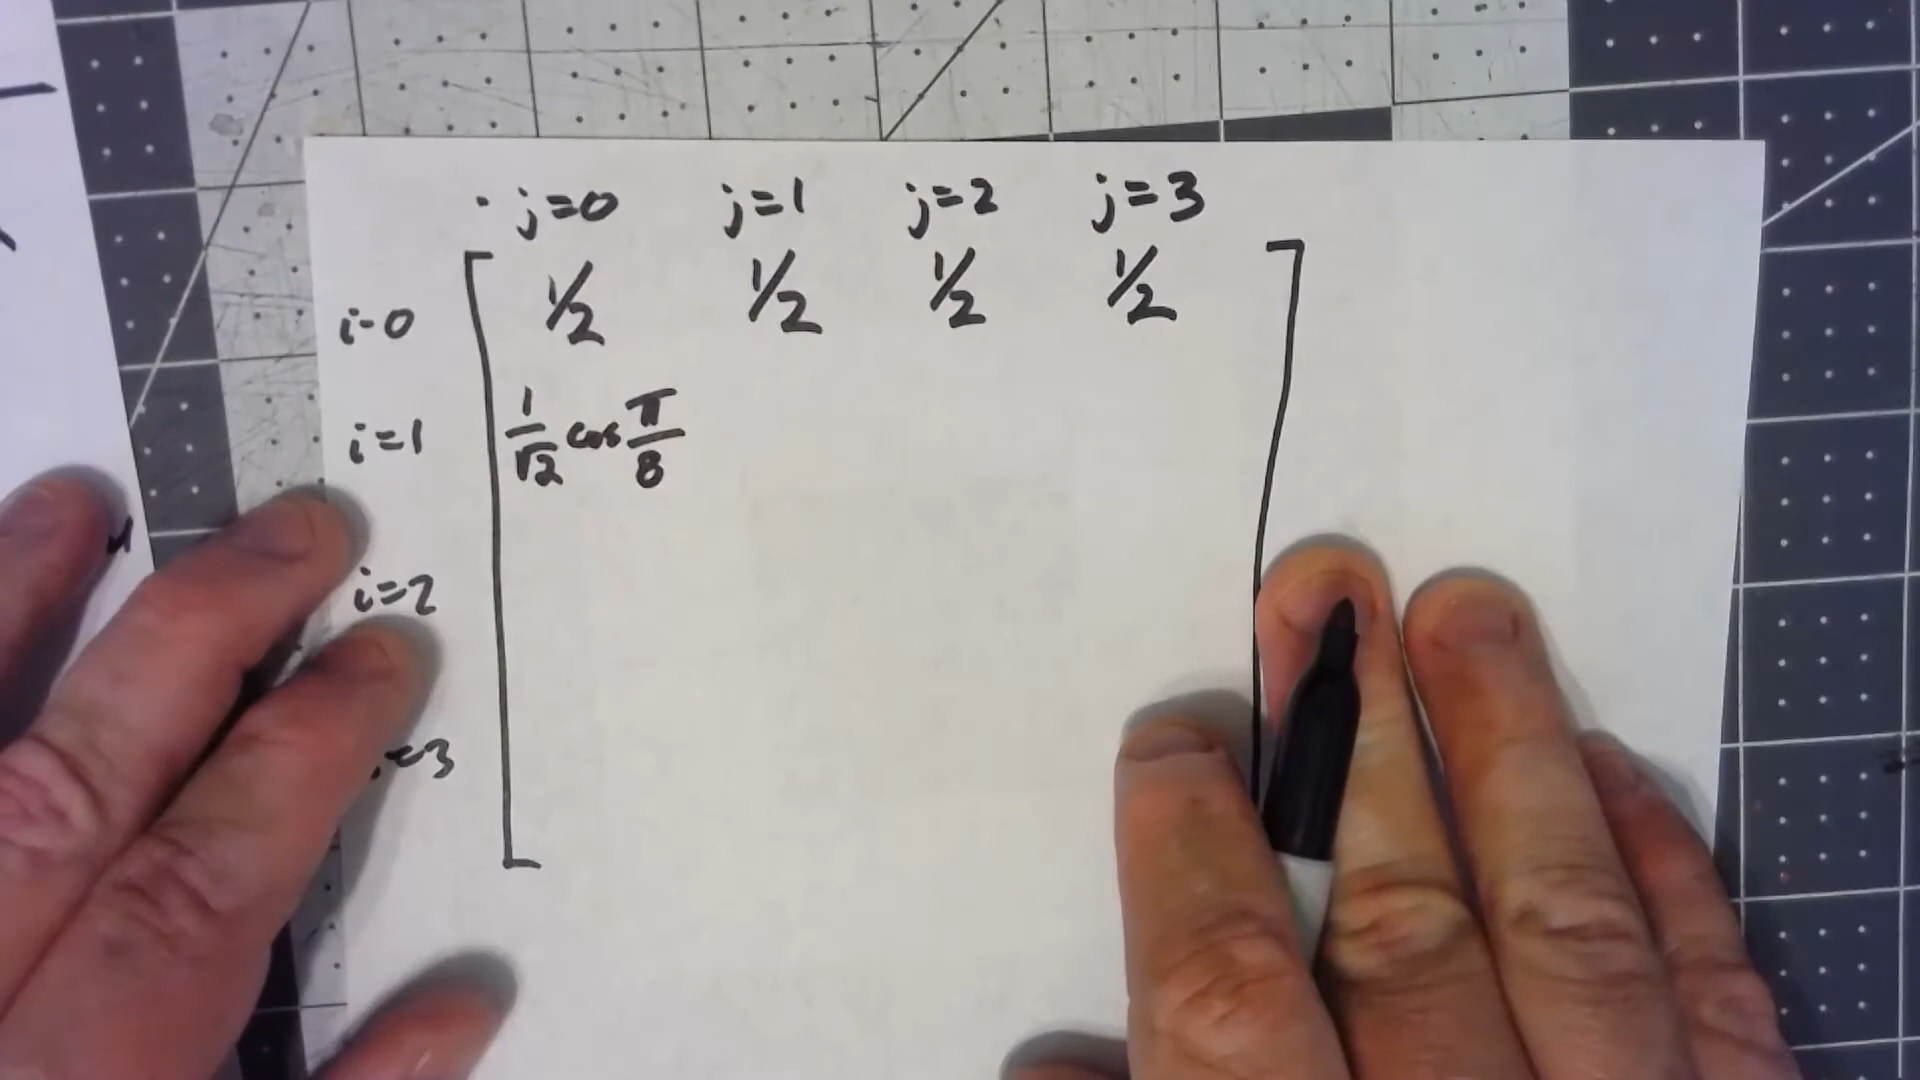 j=0 j=1 j=2 j=3
i=0 1/2 1/2 1/2 1/2
i=1 1/√2 cos π/8
i=2
=3